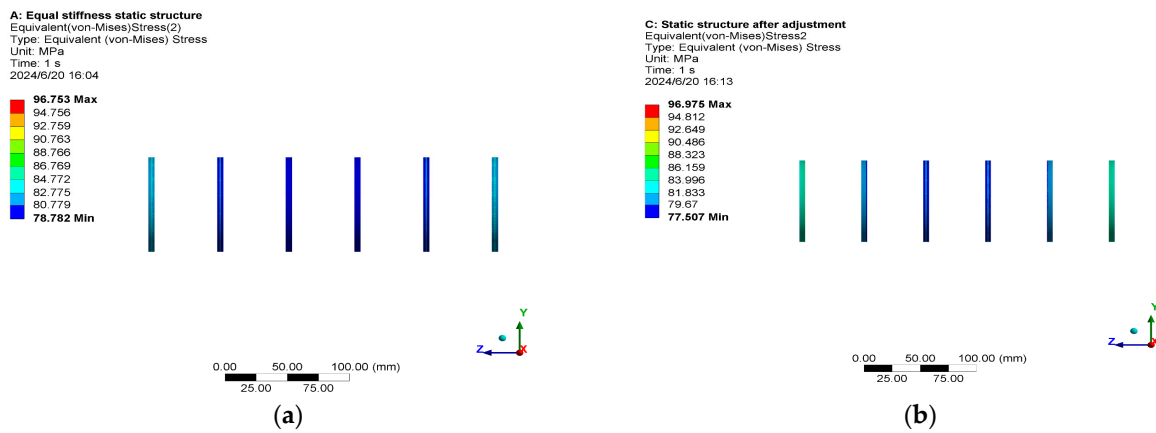 A: Equal stiffness static structure
Equivalent(von-Mises)Stress(2)
Type: Equivalent (von-Mises) Stress
Unit: MPa
Time: 1 s
2024/6/20 16:04
96.753 Max
94.756
92.759
90.763
88.766
86.769
84.772
82.775
80.779
78.782 Min
Y
Z
X
0.00 50.00 100.00 (mm)
25.00 75.00
(a)
C: Static structure after adjustment
Equivalent(von-Mises)Stress2
Type: Equivalent (von-Mises) Stress
Unit: MPa
Time: 1 s
2024/6/20 16:13
96.975 Max
94.812
92.649
90.486
88.323
86.159
83.996
81.833
79.67
77.507 Min
Y
Z
X
0.00 50.00 100.00 (mm)
25.00 75.00
(b)